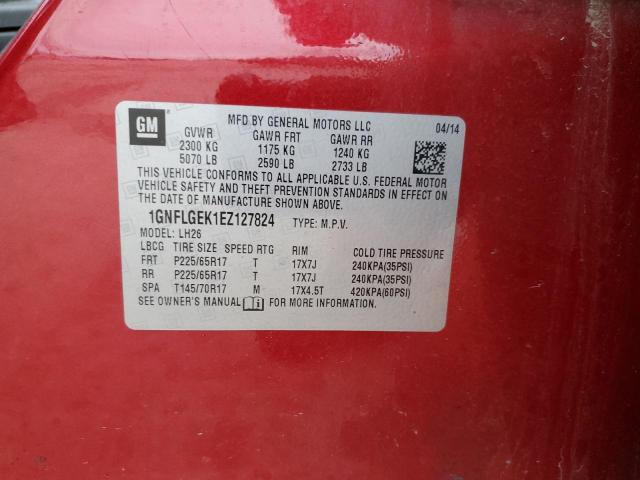 GM
MFD BY GENERAL MOTORS LLC 04/14
GVWR GAWR FRT GAWR RR
2300 KG 1175 KG 1240 KG
5070 LB 2590 LB 2733 LB
THIS VEHICLE CONFORMS TO ALL APPLICABLE U.S. FEDERAL MOTOR
VEHICLE SAFETY AND THEFT PREVENTION STANDARDS IN EFFECT ON
THE DATE OF MANUFACTURE SHOWN ABOVE.
1GNFLGEK1EZ127824 TYPE: M.P.V.
MODEL: LH26
LBCG TIRE SIZE SPEED RTG RIM COLD TIRE PRESSURE
FRT P225/65R17 T 17X7J 240KPA(35PSI)
RR P225/65R17 T 17X7J 240KPA(35PSI)
SPA T145/70R17 M 17X4.5T 420KPA(60PSI)
SEE OWNER'S MANUAL FOR MORE INFORMATION.